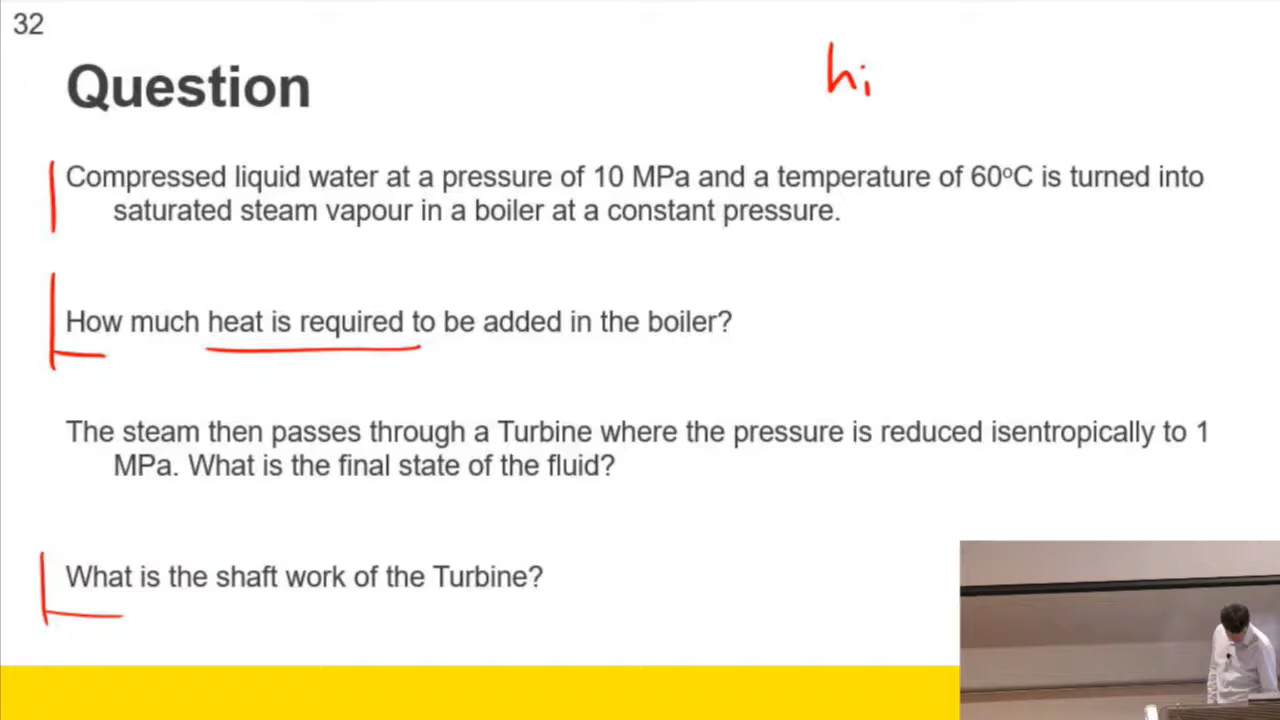 32
hi
Question
Compressed liquid water at a pressure of 10 MPa and a temperature of 60ºC is turned into
saturated steam vapour in a boiler at a constant pressure.
How much heat is required to be added in the boiler?
The steam then passes through a Turbine where the pressure is reduced isentropically to 1
MPa. What is the final state of the fluid?
What is the shaft work of the Turbine?